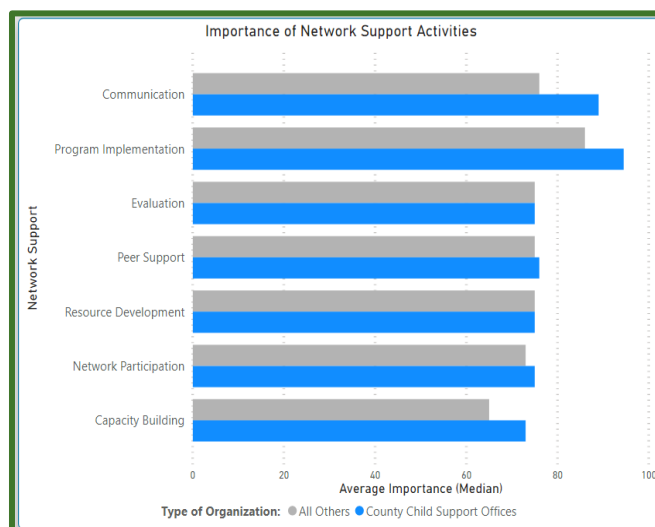 Importance of Network Support Activities
Network Support
Communication
Program Implementation
Evaluation
Peer Support
Resource Development
Network Participation
Capacity Building
0 20 40 60 80 100
Average Importance (Median)
Type of Organization: All Others County Child Support Offices